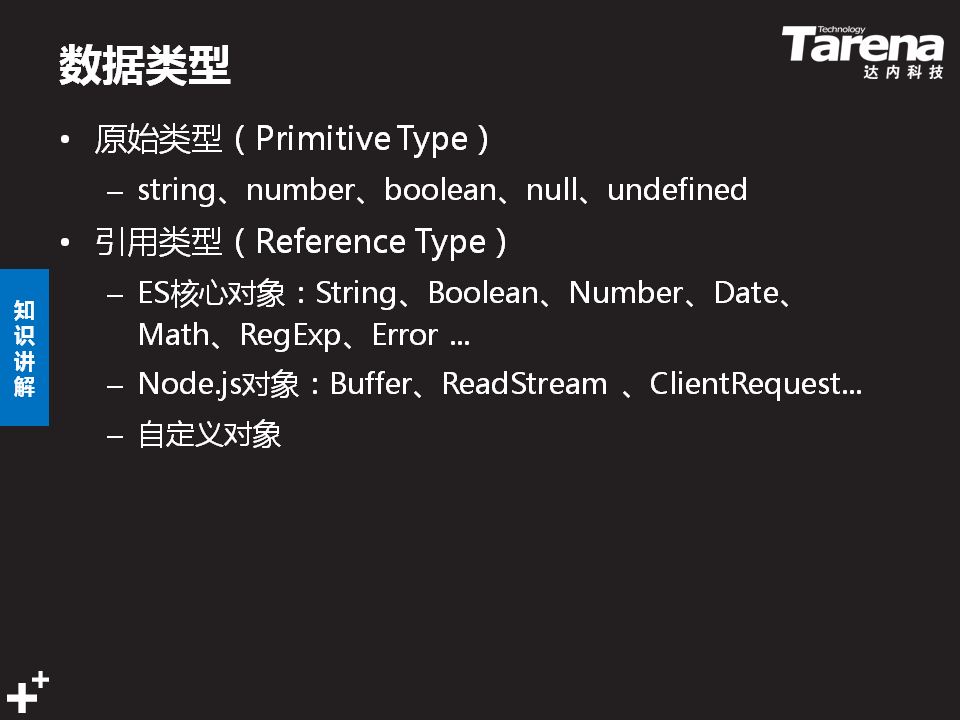 数据类型
Technology
Tarena
达内科技
• 原始类型（Primitive Type）
– string、number、boolean、null、undefined
• 引用类型（Reference Type）
– ES核心对象：String、Boolean、Number、Date、
Math、RegExp、Error ...
– Node.js对象：Buffer、ReadStream 、ClientRequest...
– 自定义对象
知识讲解